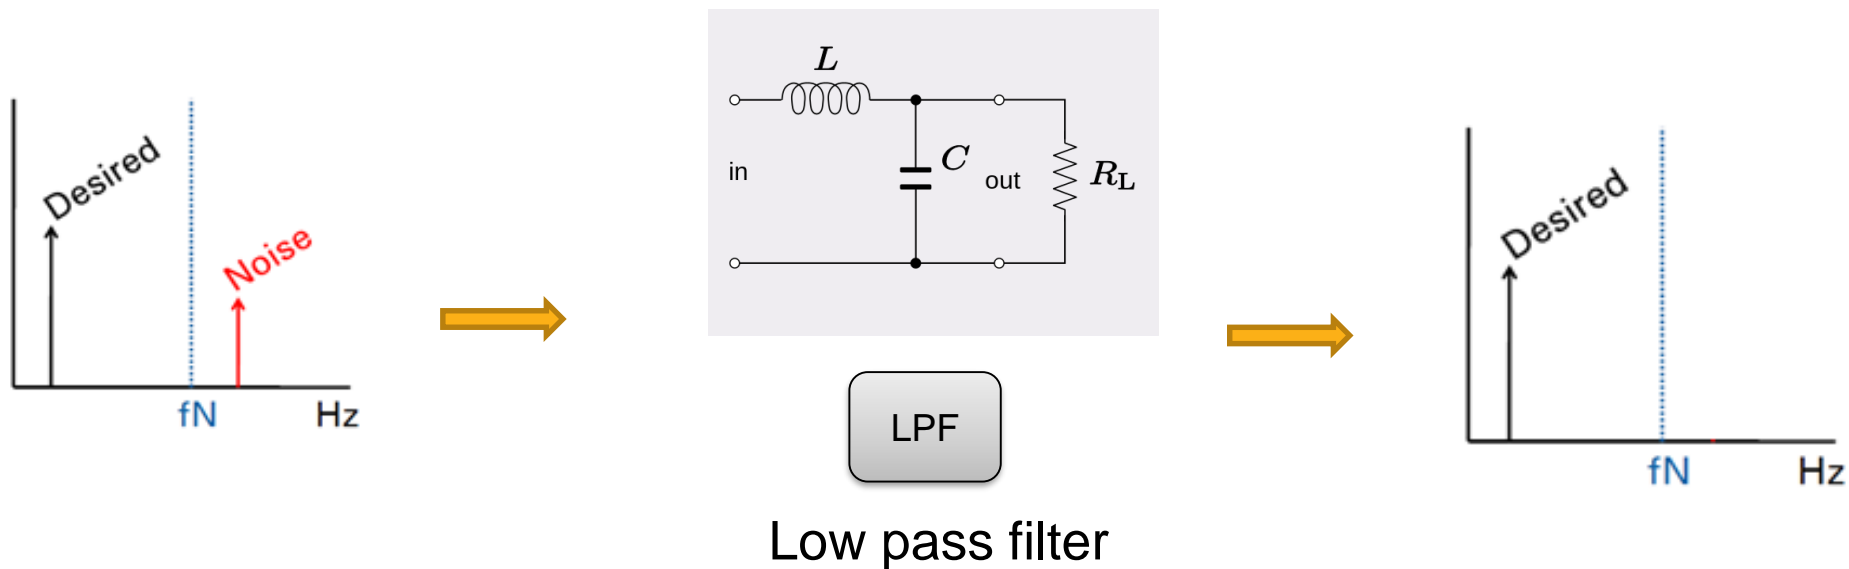 Desired
Noise
fN
Hz
L
in
C
out
RL
LPF
Low pass filter
Desired
fN
Hz